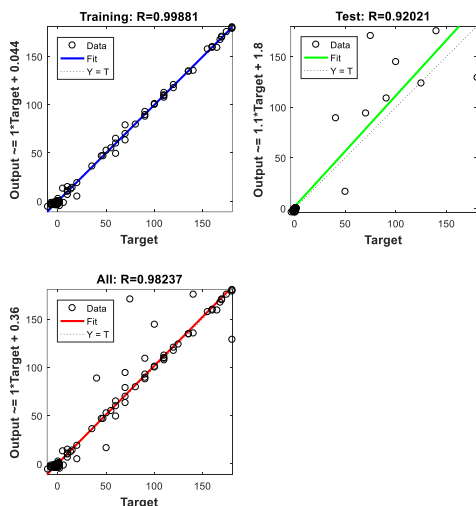 Training: R=0.99881
Output ~= 1*Target + 0.044
150
100
50
0
Data
Fit
Y = T
0 50 100 150
Target
Test: R=0.92021
Output ~= 1.1*Target + 1.8
150
100
50
0
Data
Fit
Y = T
0 50 100 150
Target
All: R=0.98237
Output ~= 1*Target + 0.36
150
100
50
0
Data
Fit
Y = T
0 50 100 150
Target